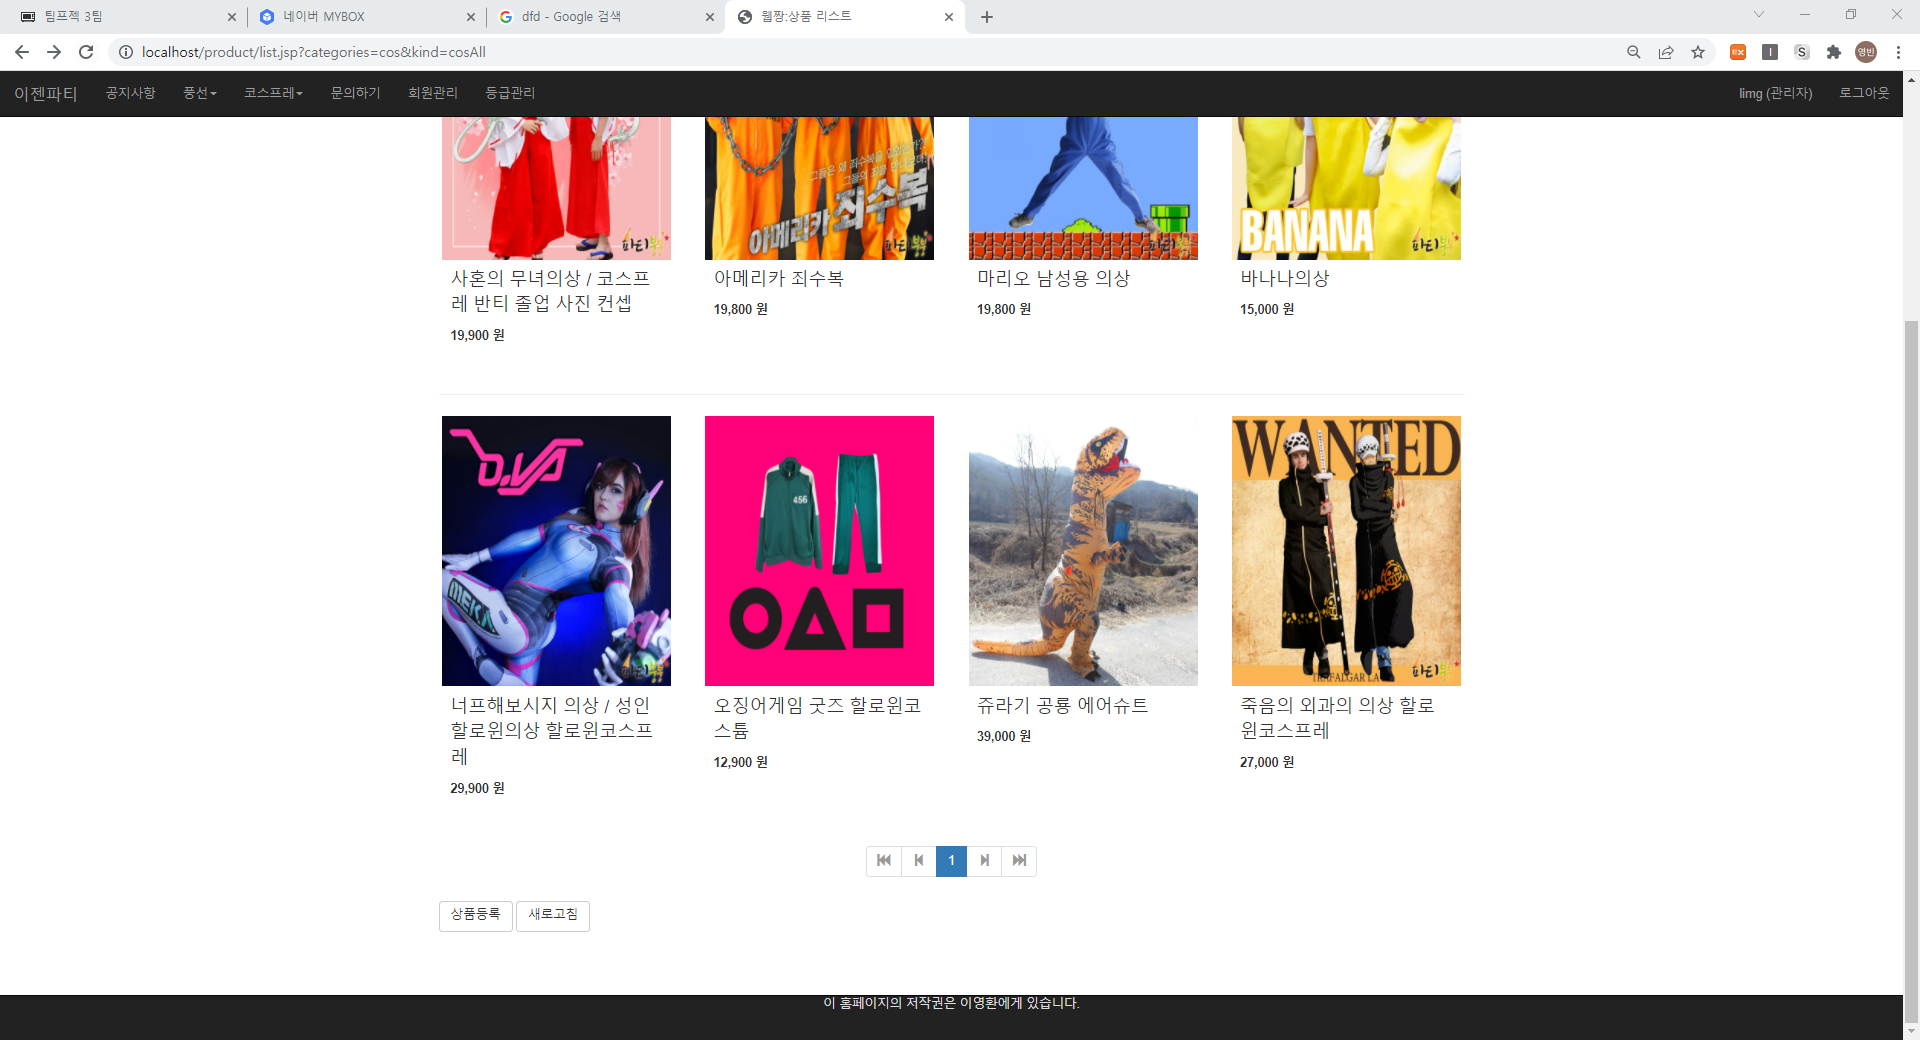 팀프젝 3팀
네이버 MYBOX
dfd - Google 검색
웹짱:상품 리스트
localhost/product/list.jsp?categories=cos&kind=cosAll
EX
I
S
영빈
이젠파티
공지사항
풍선
코스프레
문의하기
회원관리
등급관리
limg (관리자)
로그아웃
아메리카 죄수복
BANANA
파티
사혼의 무녀의상 / 코스프
레 반티 졸업 사진 컨셉
19,900 원
아메리카 죄수복
19,800 원
마리오 남성용 의상
19,800 원
바나나의상
15,000 원
D.VA
MEKA
456
WANTED
TRAFALGAR LA
너프해보시지 의상 / 성인
할로윈의상 할로윈코스프
레
29,900 원
오징어게임 굿즈 할로윈코
스튬
12,900 원
쥬라기 공룡 에어슈트
39,000 원
죽음의 외과의 의상 할로
윈코스프레
27,000 원
1
상품등록
새로고침
이 홈페이지의 저작권은 이영환에게 있습니다.